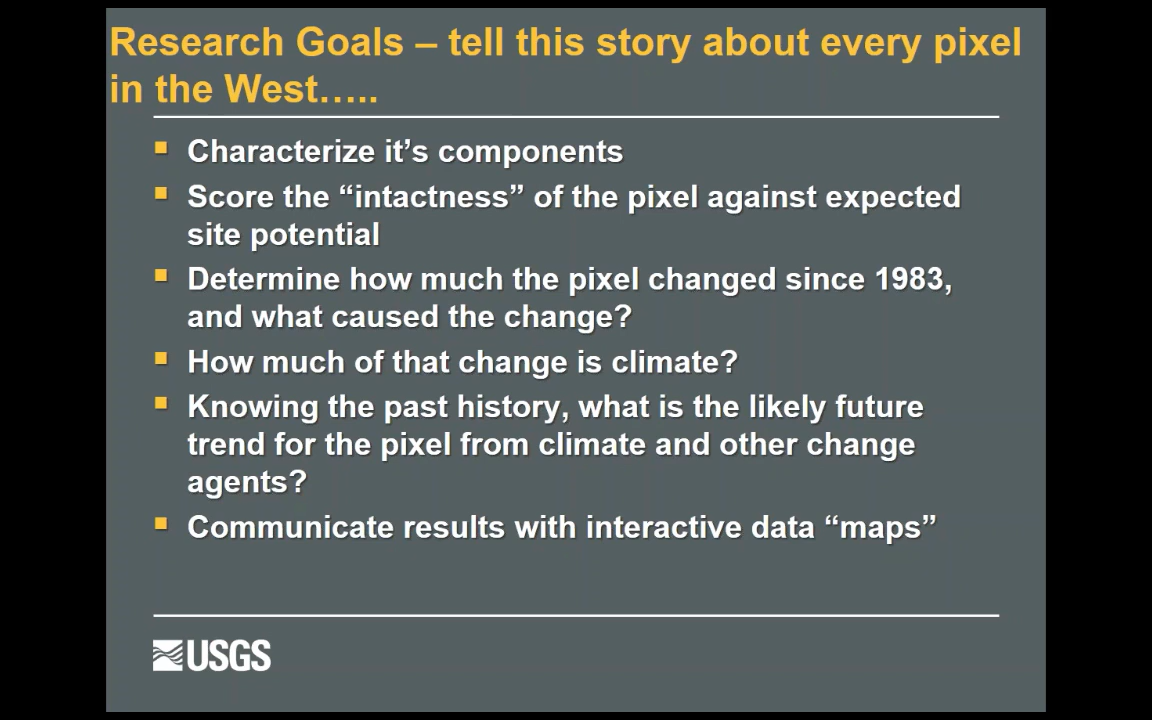 Research Goals – tell this story about every pixel
in the West…..
Characterize it’s components
Score the “intactness” of the pixel against expected
site potential
Determine how much the pixel changed since 1983,
and what caused the change?
How much of that change is climate?
Knowing the past history, what is the likely future
trend for the pixel from climate and other change
agents?
Communicate results with interactive data “maps”
USGS